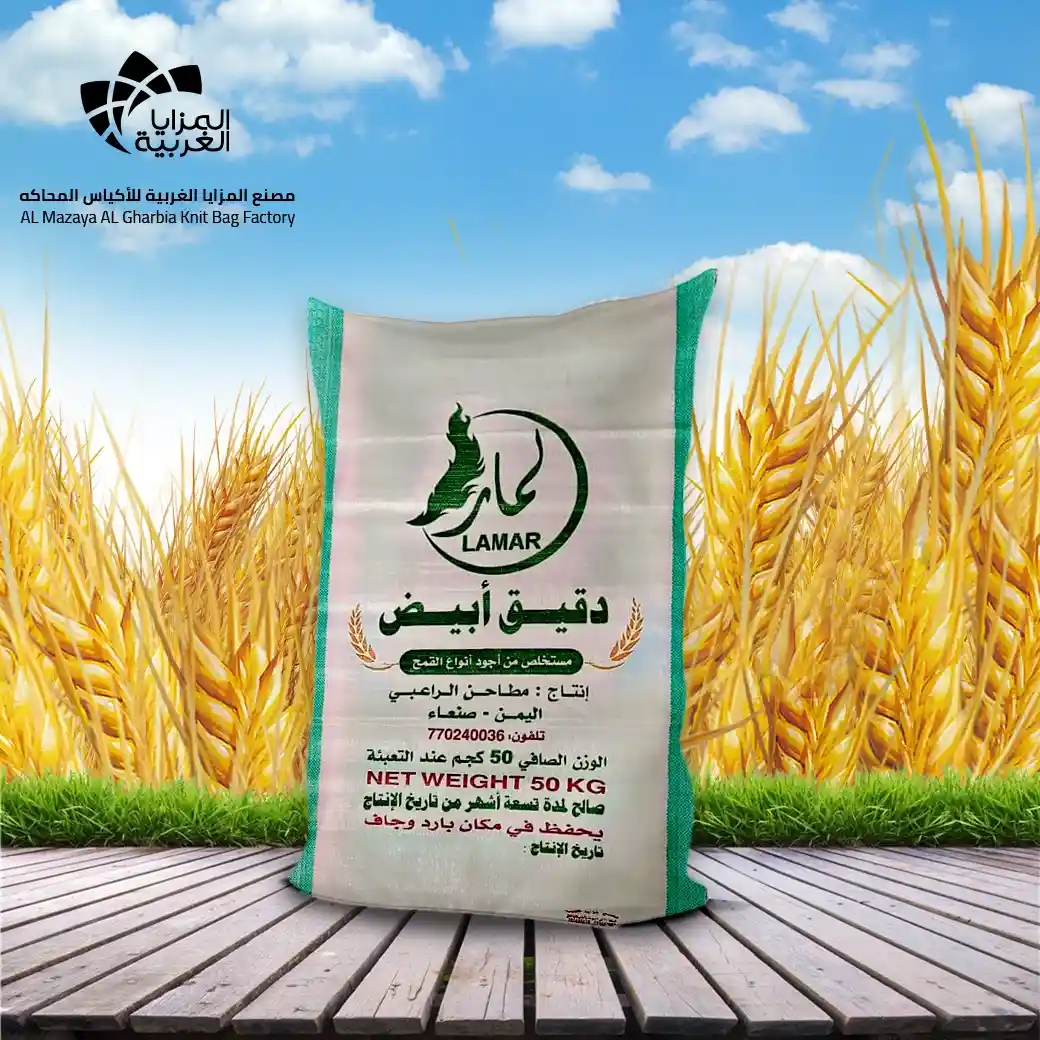 المزايا
الغربية
مصنع المزايا الغربية للأكياس المحاكه
AL Mazaya AL Gharbia Knit Bag Factory
لمار
LAMAR
دقيق أبيض
مستخلص من أجود أنواع القمح
إنتاج : مطاحن الراعبي
اليمن - صنعاء
تلفون: 770240036
الوزن الصافي 50 كجم عند التعبئة
NET WEIGHT 50 KG
صالح لمدة تسعة أشهر من تاريخ الإنتاج
يحفظ في مكان بارد وجاف
تاريخ الإنتاج :